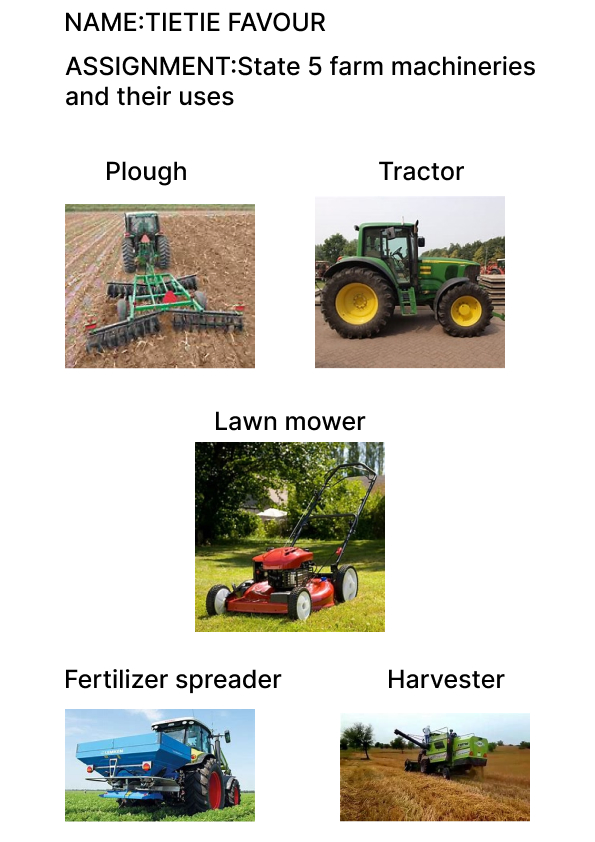 NAME:TIETIE FAVOUR
ASSIGNMENT:State 5 farm machineries
and their uses
Plough
Tractor
Lawn mower
Fertilizer spreader
Harvester